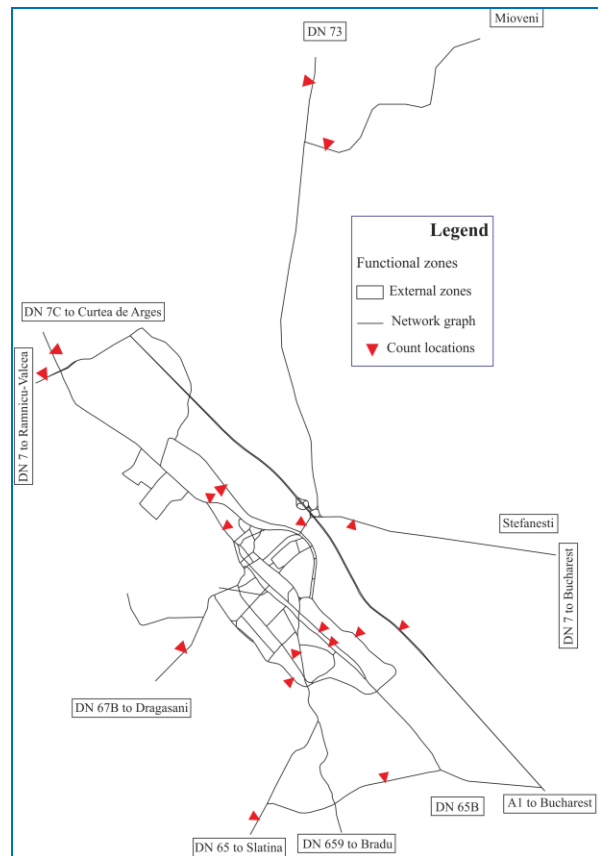 DN 73
Mioveni
Legend
Functional zones
External zones
Network graph
Count locations
DN 7C to Curtea de Arges
DN 7 to Ramnicu-Valcea
Stefanesti
DN 7 to Bucharest
DN 67B to Dragasani
DN 65B
A1 to Bucharest
DN 65 to Slatina
DN 659 to Bradu